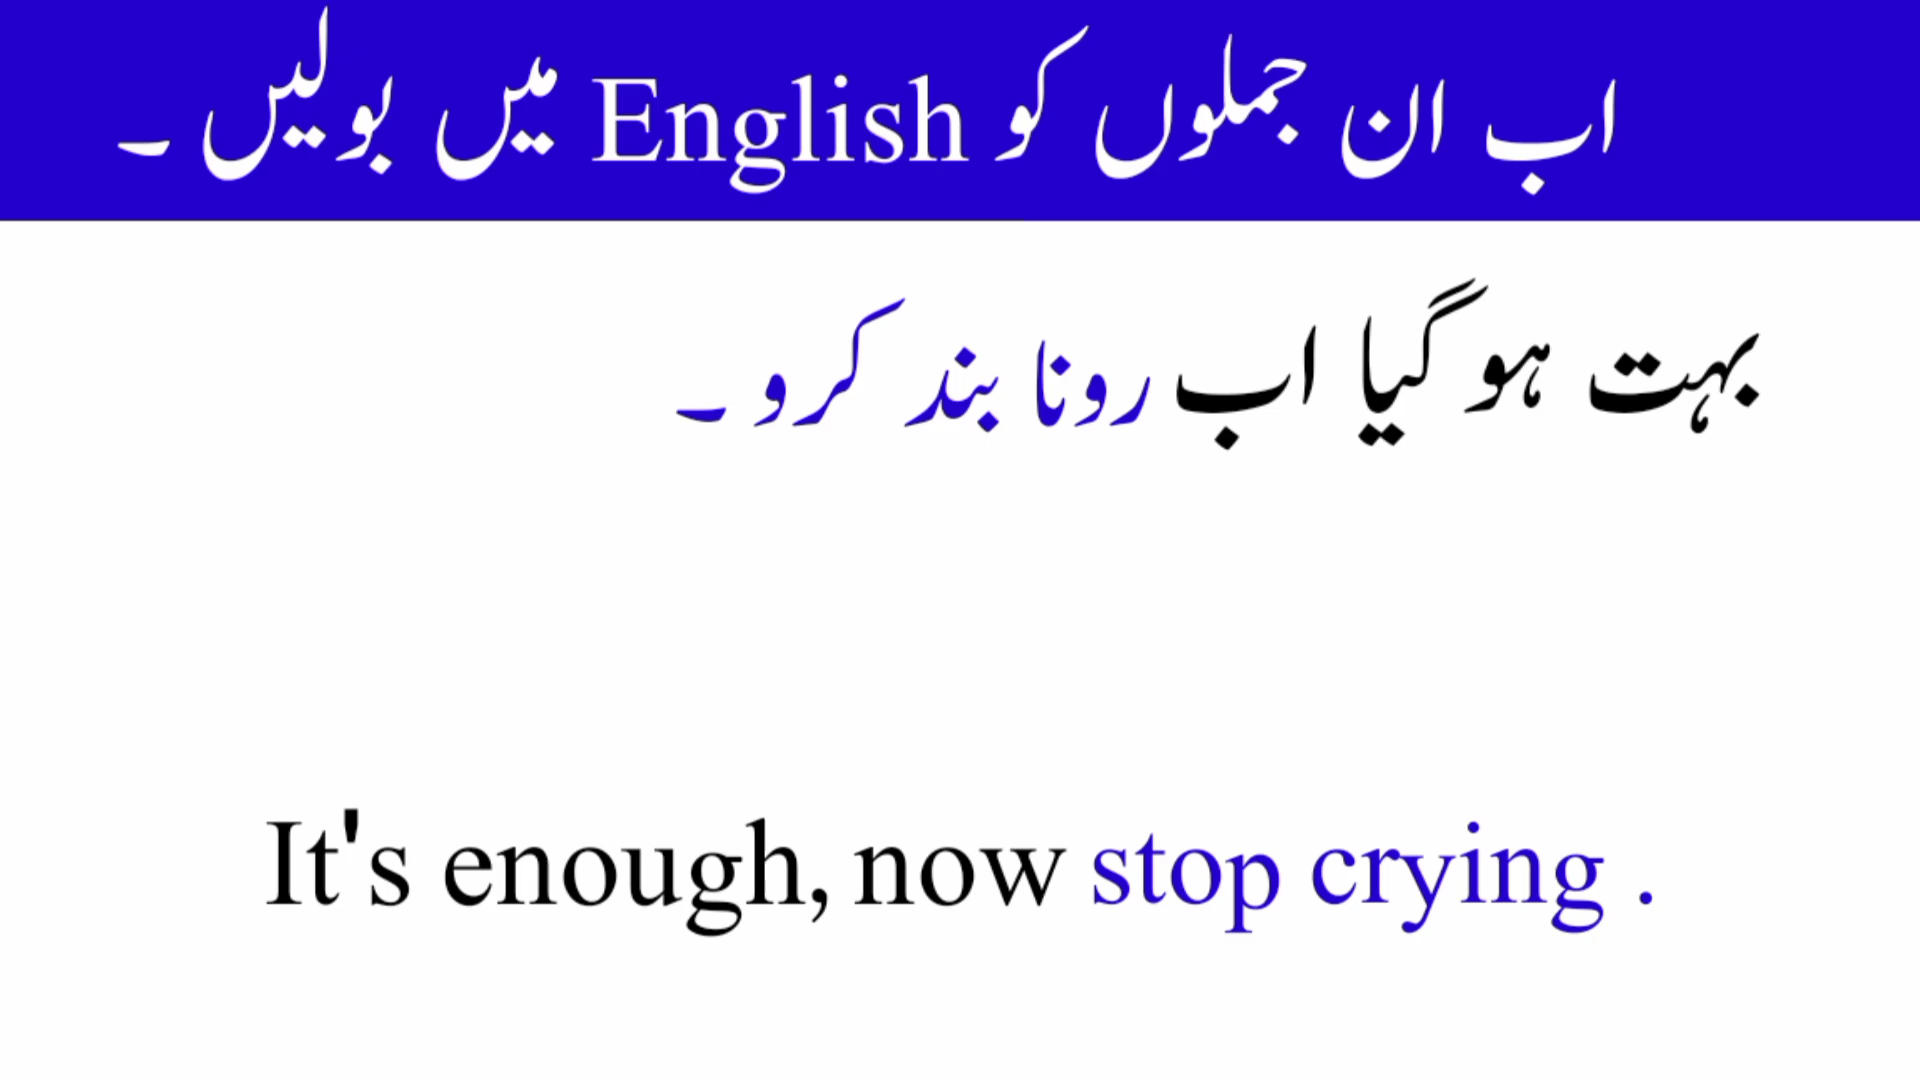 اب ان جملوں کو English میں بولیں ۔
بہت ہو گیا اب رونا بند کرو ۔
It's enough, now stop crying .